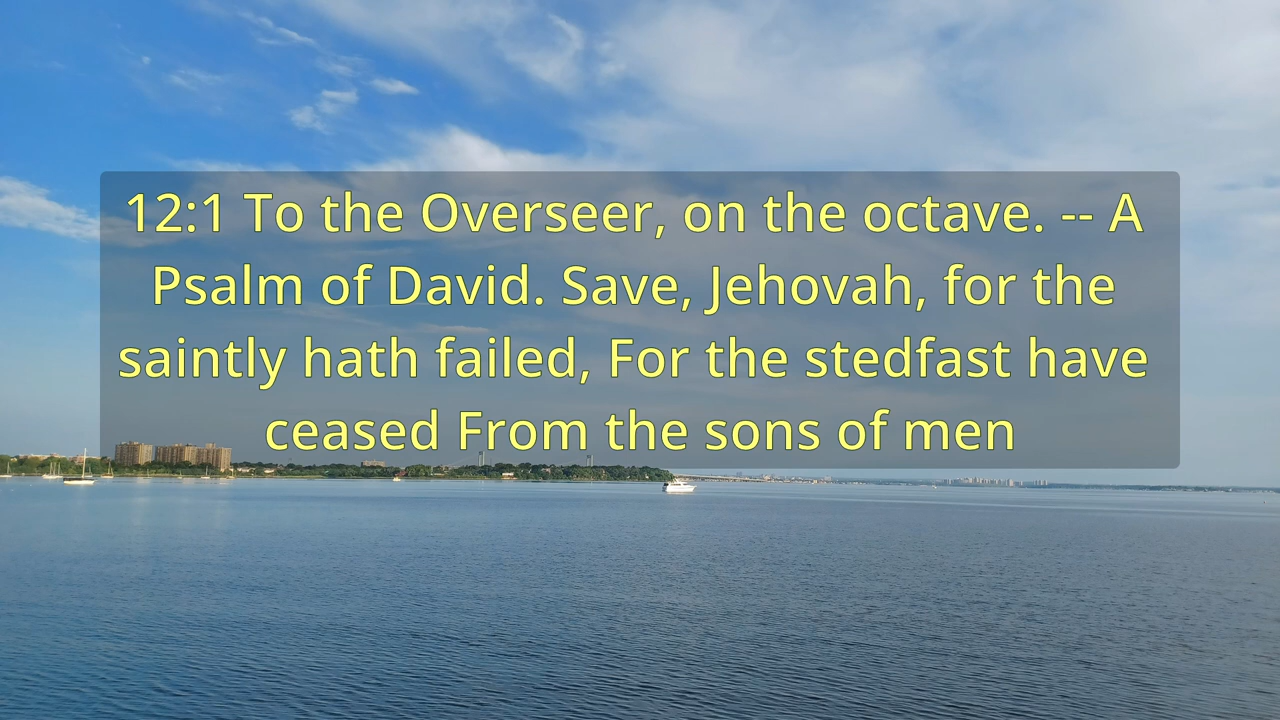 12:1 To the Overseer, on the octave. -- A
Psalm of David. Save, Jehovah, for the
saintly hath failed, For the stedfast have
ceased From the sons of men